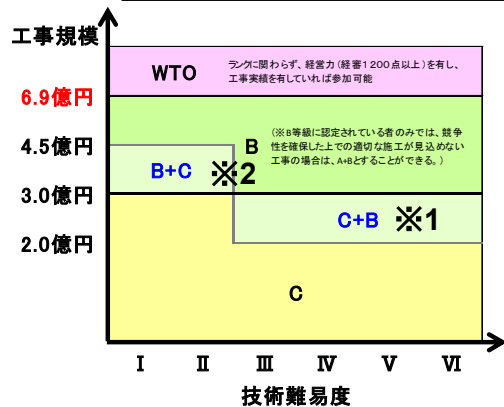 工事規模
WTO
ランクに関わらず、経営力(経審1200点以上)を有し、
工事実績を有していれば参加可能
6.9億円
4.5億円
B
(※B等級に認定されている者のみでは、競争
性を確保した上での適切な施工が見込めない
工事の場合は、A+Bとすることができる。)
B+C ※2
3.0億円
C+B ※1
2.0億円
C
Ⅰ Ⅱ Ⅲ Ⅳ Ⅴ Ⅵ
技術難易度